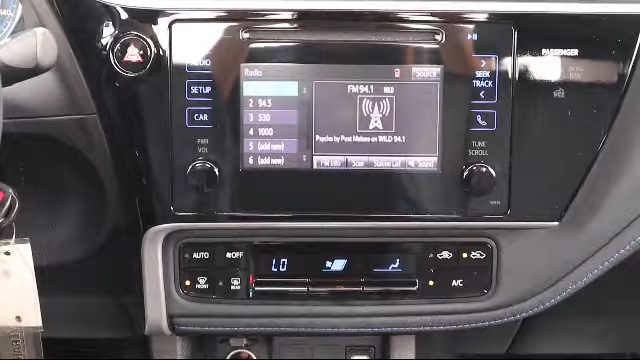 140
AUDIO
SETUP
CAR
PWR
VOL
Radio
Source
2 94.5
3 530
4 1000
5 (add new)
6 (add new)
FM 94.1 WILD
Psycho by Post Malone on WILD 94.1
FM Info Scan Station List Sound
SEEK
TRACK
TUNE
SCROLL
PASSENGER
AUTO OFF
FRONT REAR
LO
A/C